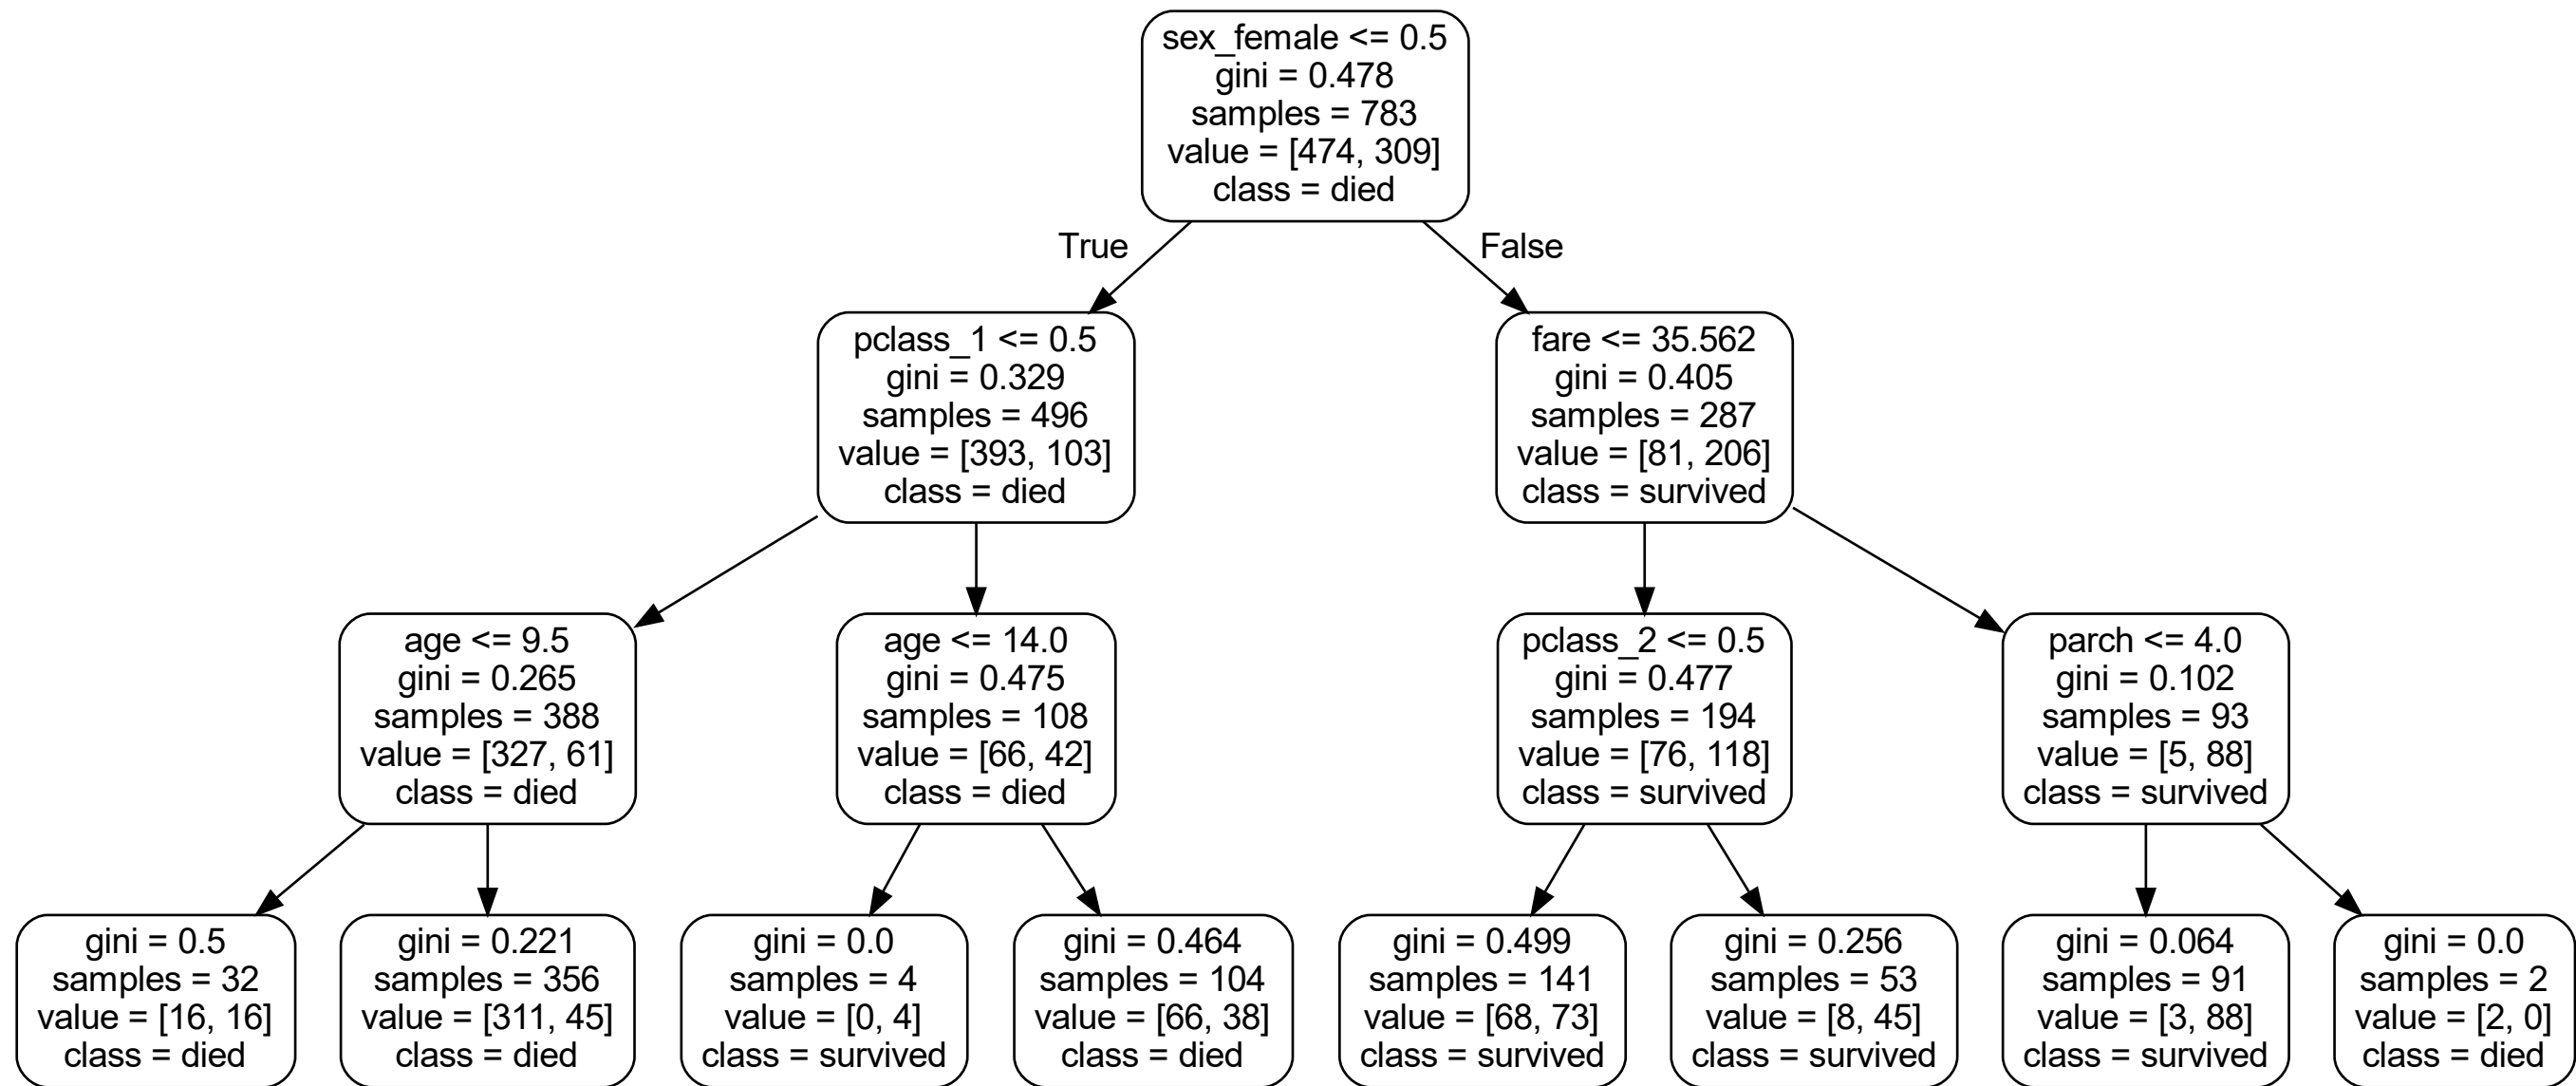 sex_female <= 0.5
gini = 0.478
samples = 783
value = [474, 309]
class = died
True
False
pclass_1 <= 0.5
gini = 0.329
samples = 496
value = [393, 103]
class = died
fare <= 35.562
gini = 0.405
samples = 287
value = [81, 206]
class = survived
age <= 9.5
gini = 0.265
samples = 388
value = [327, 61]
class = died
age <= 14.0
gini = 0.475
samples = 108
value = [66, 42]
class = died
pclass_2 <= 0.5
gini = 0.477
samples = 194
value = [76, 118]
class = survived
parch <= 4.0
gini = 0.102
samples = 93
value = [5, 88]
class = survived
gini = 0.5
samples = 32
value = [16, 16]
class = died
gini = 0.221
samples = 356
value = [311, 45]
class = died
gini = 0.0
samples = 4
value = [0, 4]
class = survived
gini = 0.464
samples = 104
value = [66, 38]
class = died
gini = 0.499
samples = 141
value = [68, 73]
class = survived
gini = 0.256
samples = 53
value = [8, 45]
class = survived
gini = 0.064
samples = 91
value = [3, 88]
class = survived
gini = 0.0
samples = 2
value = [2, 0]
class = died